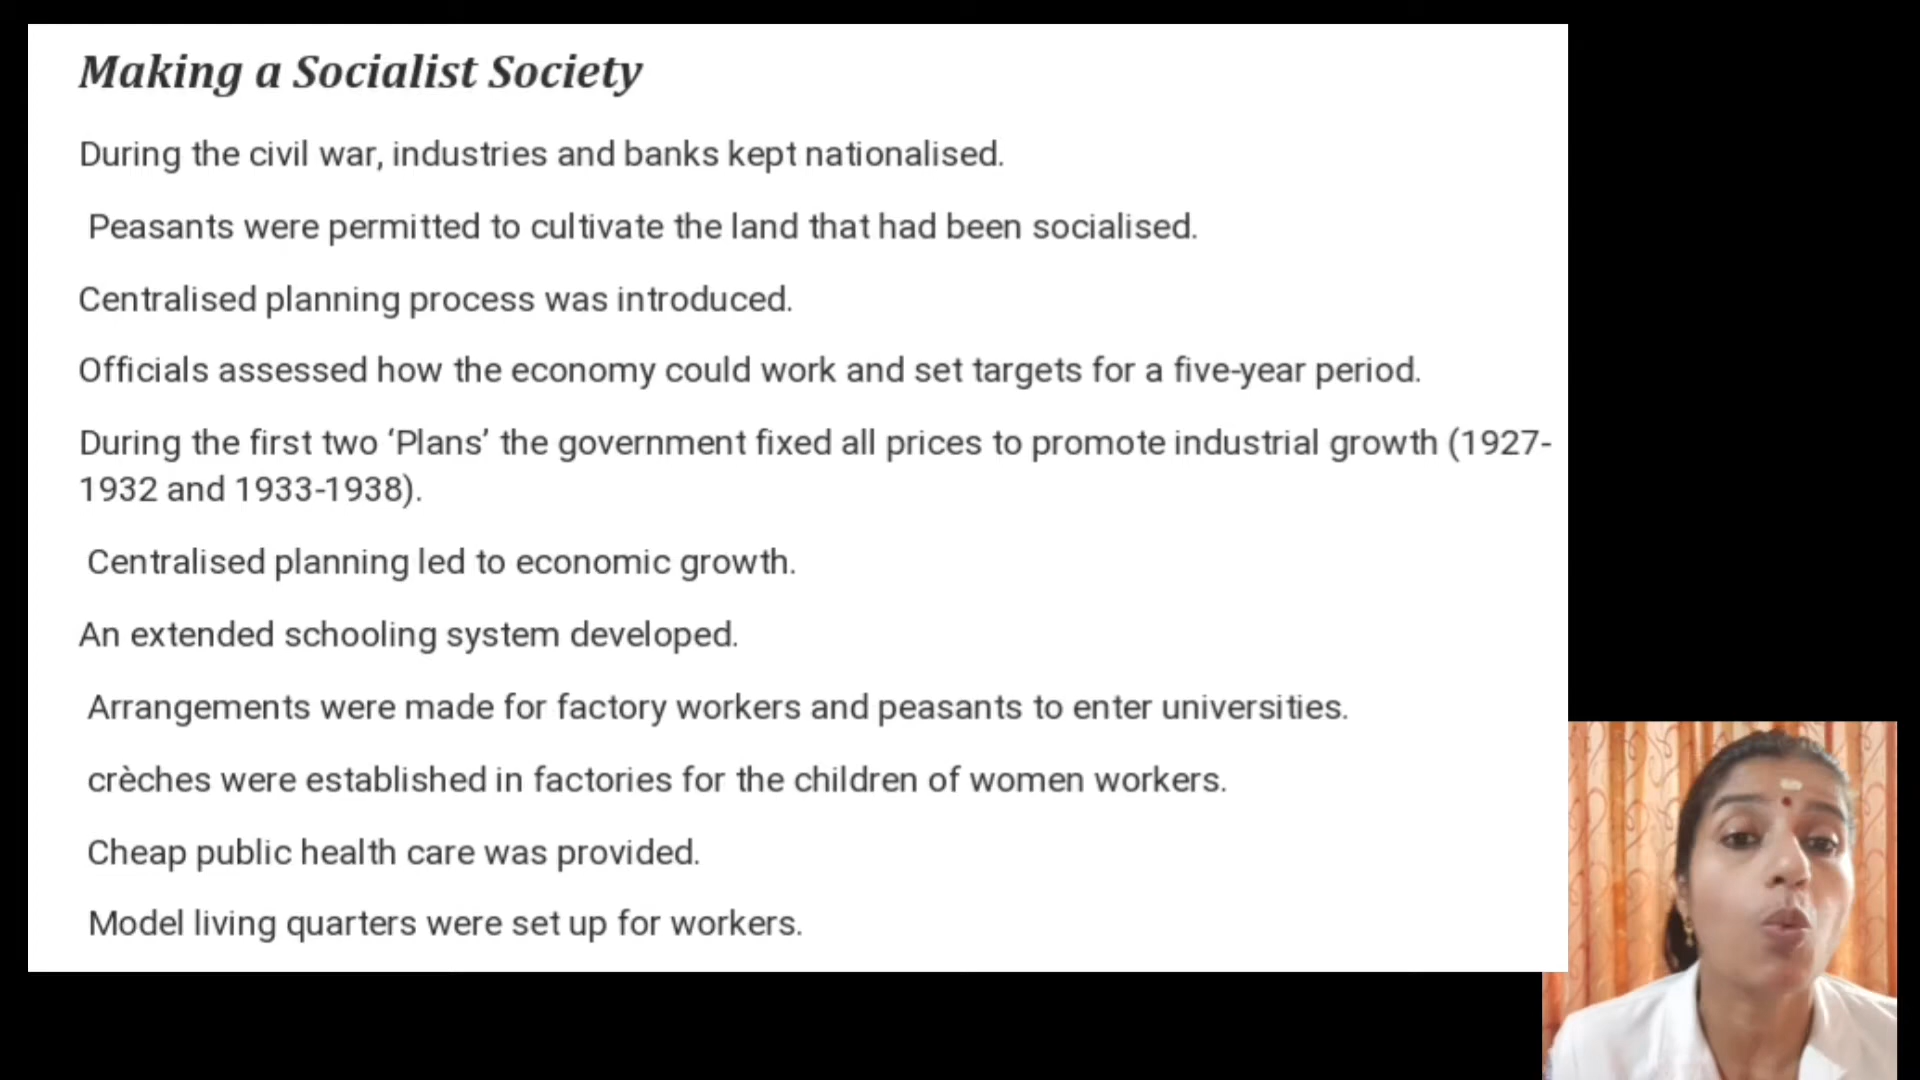 Making a Socialist Society
During the civil war, industries and banks kept nationalised.
Peasants were permitted to cultivate the land that had been socialised.
Centralised planning process was introduced.
Officials assessed how the economy could work and set targets for a five-year period.
During the first two ‘Plans’ the government fixed all prices to promote industrial growth (1927-
1932 and 1933-1938).
Centralised planning led to economic growth.
An extended schooling system developed.
Arrangements were made for factory workers and peasants to enter universities.
crèches were established in factories for the children of women workers.
Cheap public health care was provided.
Model living quarters were set up for workers.